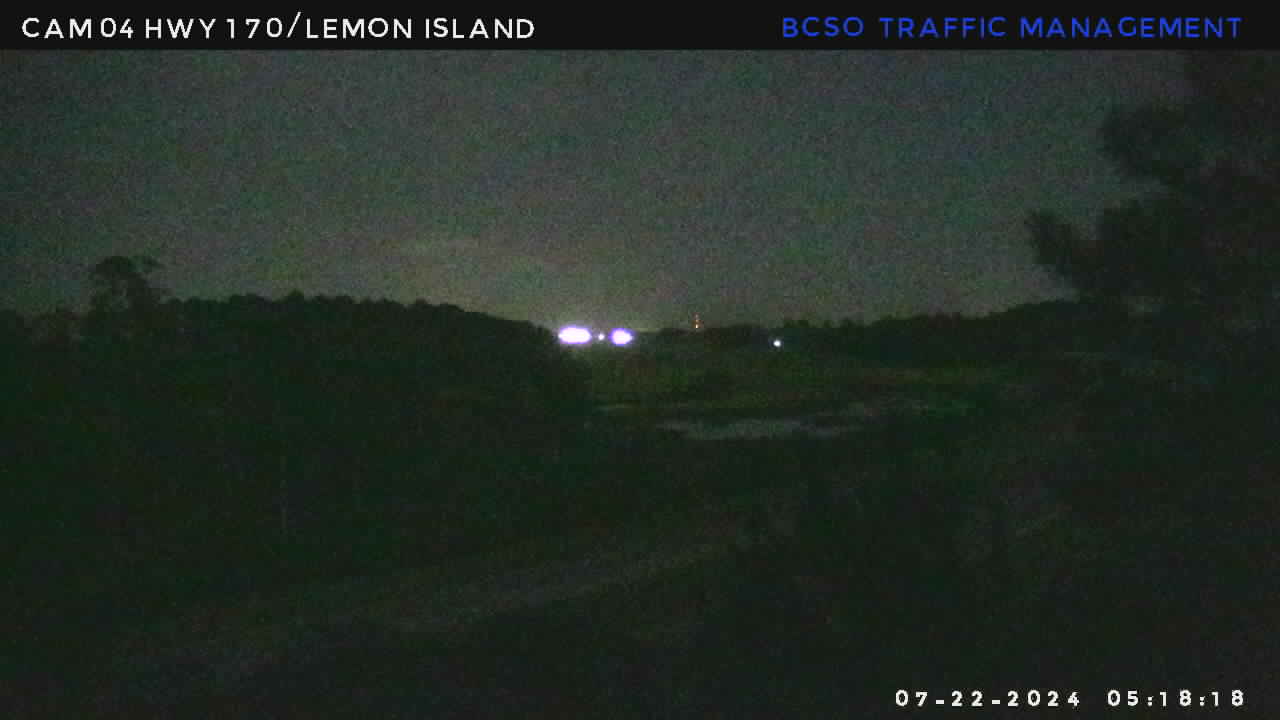 CAM04 HWY 170/LEMON ISLAND
BCSO TRAFFIC MANAGEMENT
07-22-2024 05:18:18